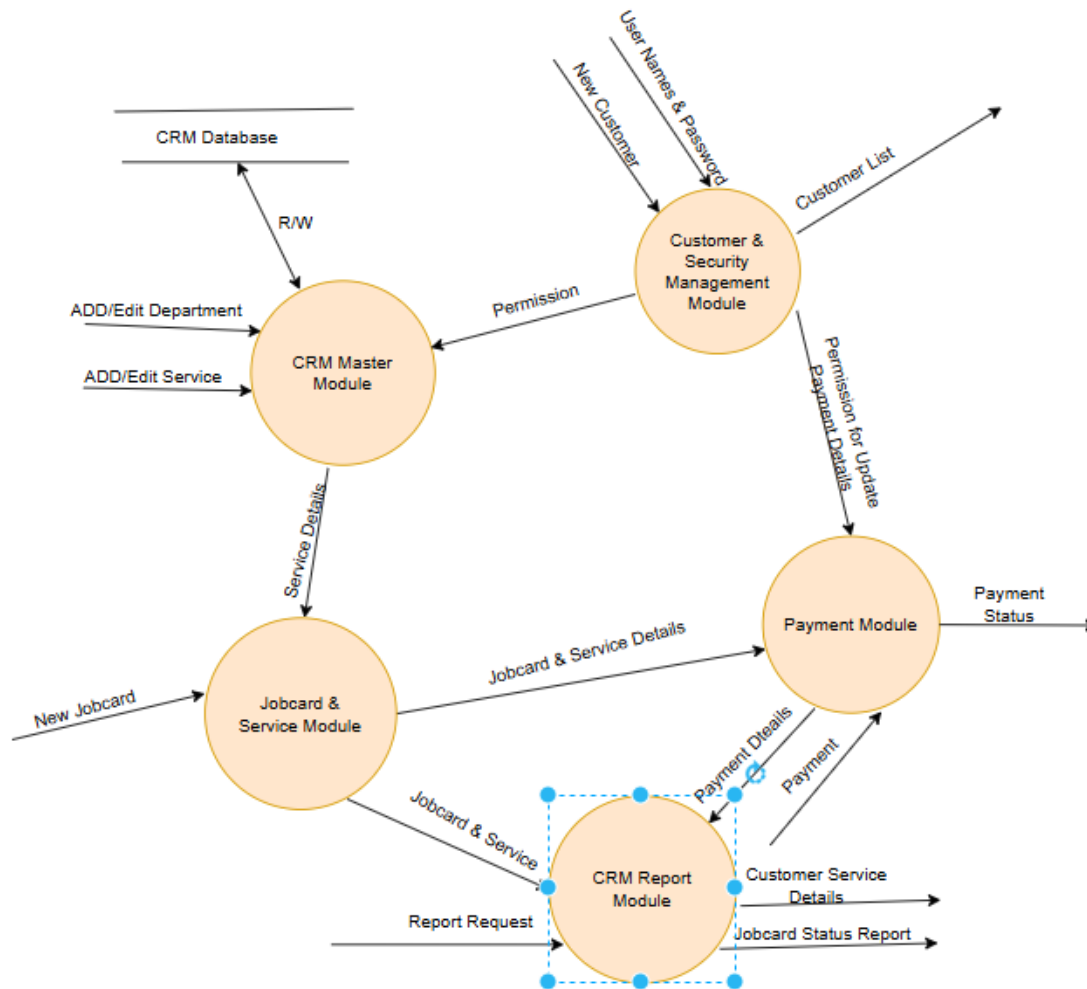 User Names & Password
New Customer
Customer List
CRM Database
R/W
Customer &
Security
Management
Module
ADD/Edit Department
Permission
CRM Master
Module
ADD/Edit Service
Permission for Update
Payment Details
Service Details
Payment
Status
Payment Module
Jobcard & Service Details
New Jobcard
Jobcard &
Service Module
Payment Dteails
Payment
Jobcard & Service
CRM Report
Module
Customer Service
Details
Report Request
Jobcard Status Report